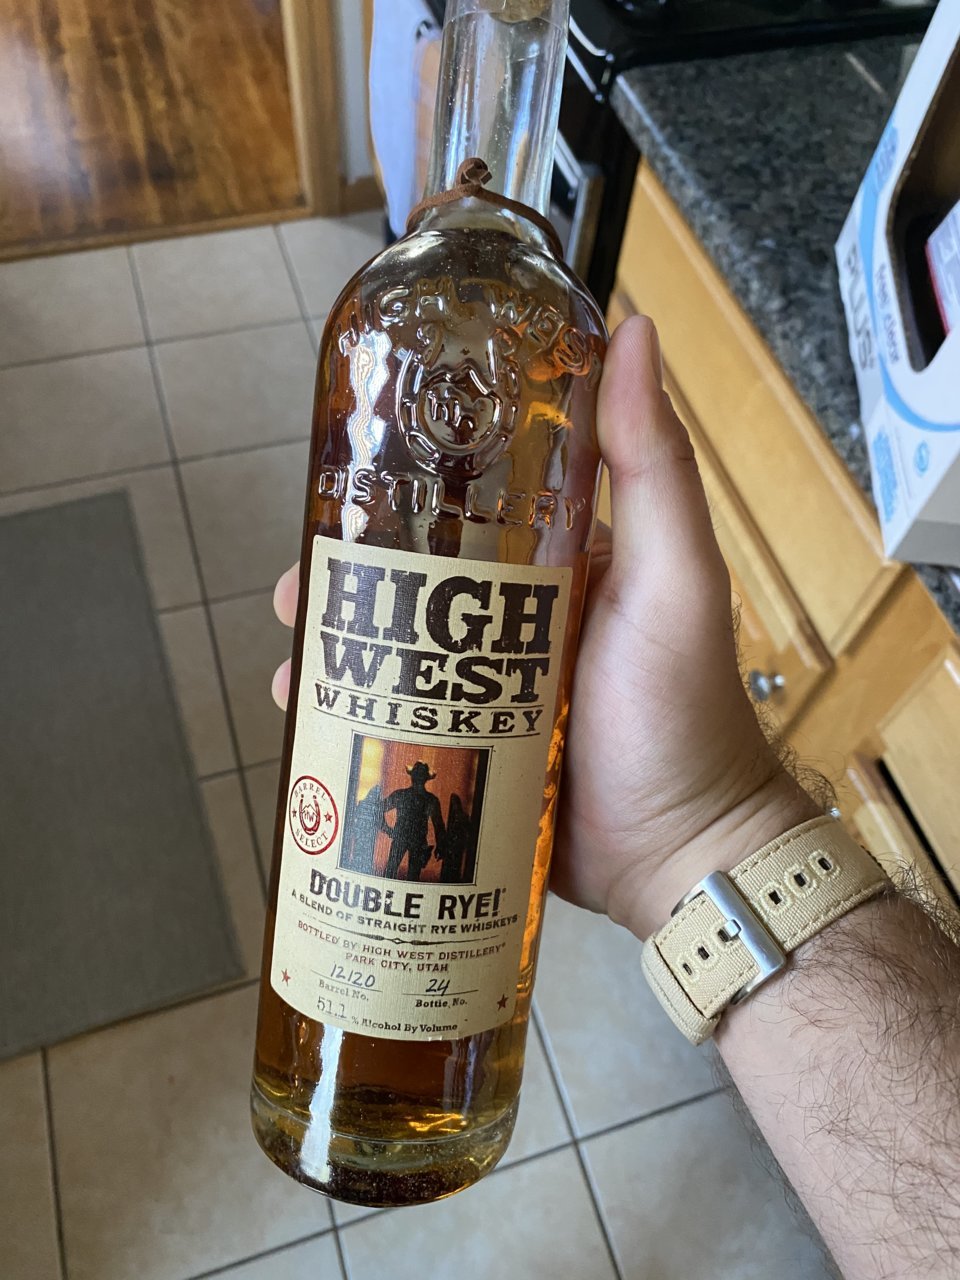 HIGH WEST
DISTILLERY
HIGH
WEST
WHISKEY
BARREL
SELECT
DOUBLE RYE!
A BLEND OF STRAIGHT RYE WHISKEYS
BOTTLED BY HIGH WEST DISTILLERY®
PARK CITY, UTAH
12120 24
Barrel No. Bottle No.
51.1 % Alcohol By Volume